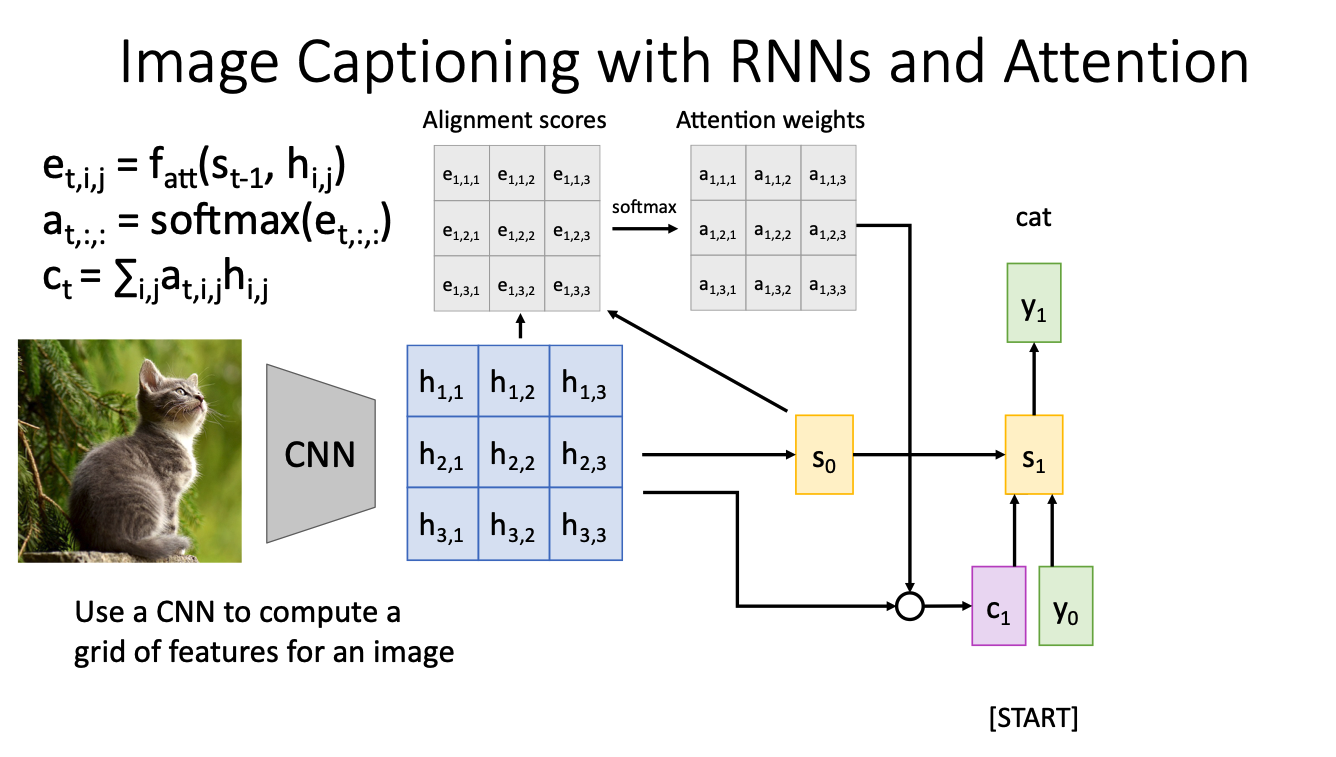 Image Captioning with RNNs and Attention
Alignment scores
Attention weights
e_{t,i,j} = f_{att}(s_{t-1}, h_{i,j})
a_{t,:,:} = softmax(e_{t,:,:})
c_t = ∑_{i,j}a_{t,i,j}h_{i,j}
e_{1,1,1} e_{1,1,2} e_{1,1,3}
e_{1,2,1} e_{1,2,2} e_{1,2,3}
e_{1,3,1} e_{1,3,2} e_{1,3,3}
softmax
a_{1,1,1} a_{1,1,2} a_{1,1,3}
a_{1,2,1} a_{1,2,2} a_{1,2,3}
a_{1,3,1} a_{1,3,2} a_{1,3,3}
cat
y_1
CNN
h_{1,1} h_{1,2} h_{1,3}
h_{2,1} h_{2,2} h_{2,3}
h_{3,1} h_{3,2} h_{3,3}
s_0
s_1
c_1
y_0
Use a CNN to compute a
grid of features for an image
[START]